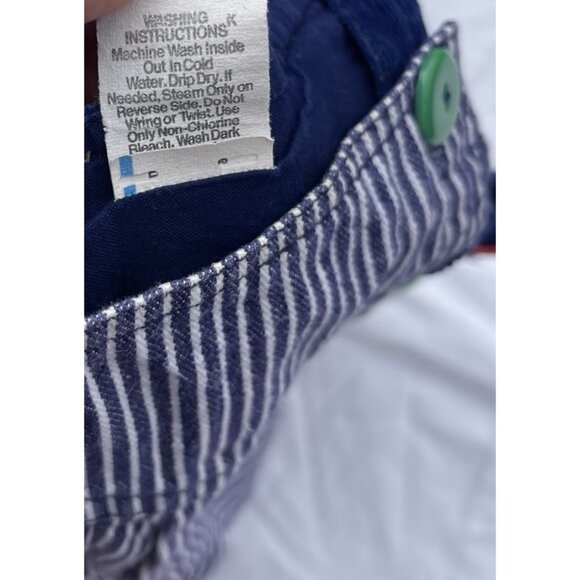 WASHING K
INSTRUCTIONS
Machine Wash Inside
Out in Cold
Water. Drip Dry. If
Needed, Steam Only on
Reverse Side. Do Not
Wring or Twist. Use
Only Non-Chlorine
Bleach. Wash Dark